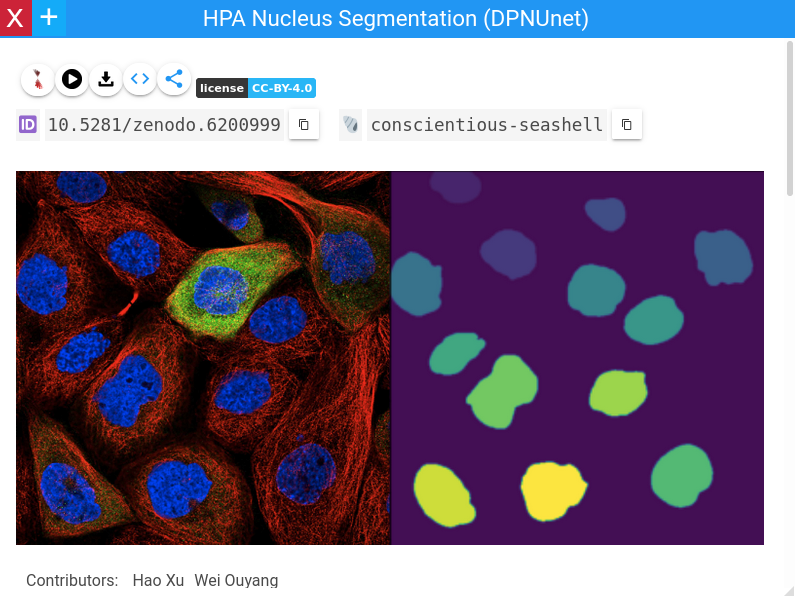 X + HPA Nucleus Segmentation (DPNUnet)
license CC-BY-4.0
ID 10.5281/zenodo.6200999 conscientious-seashell
Contributors: Hao Xu Wei Ouyang